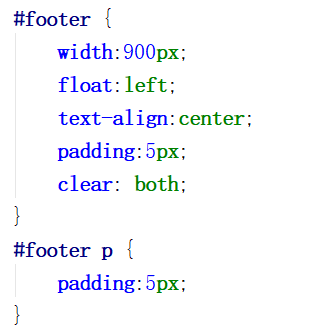 #footer {
width:900px;
float:left;
text-align:center;
padding:5px;
clear: both;
}
#footer p {
padding:5px;
}